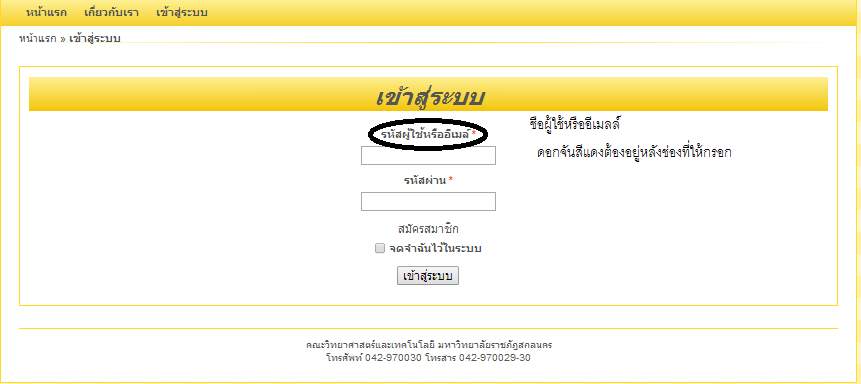 หน้าแรก เกี่ยวกับเรา เข้าสู่ระบบ
หน้าแรก » เข้าสู่ระบบ
เข้าสู่ระบบ
รหัสผู้ใช้หรืออีเมล์ *
ชือผู้ใช้หรืออีเมลล์
ดอกจันสีแดงต้องอยู่หลังช่องที่ให้กรอก
รหัสผ่าน *
สมัครสมาชิก
จดจำฉันไว้ในระบบ
เข้าสู่ระบบ
คณะวิทยาศาสตร์และเทคโนโลยี มหาวิทยาลัยราชภัฏสกลนคร
โทรศัพท์ 042-970030 โทรสาร 042-970029-30